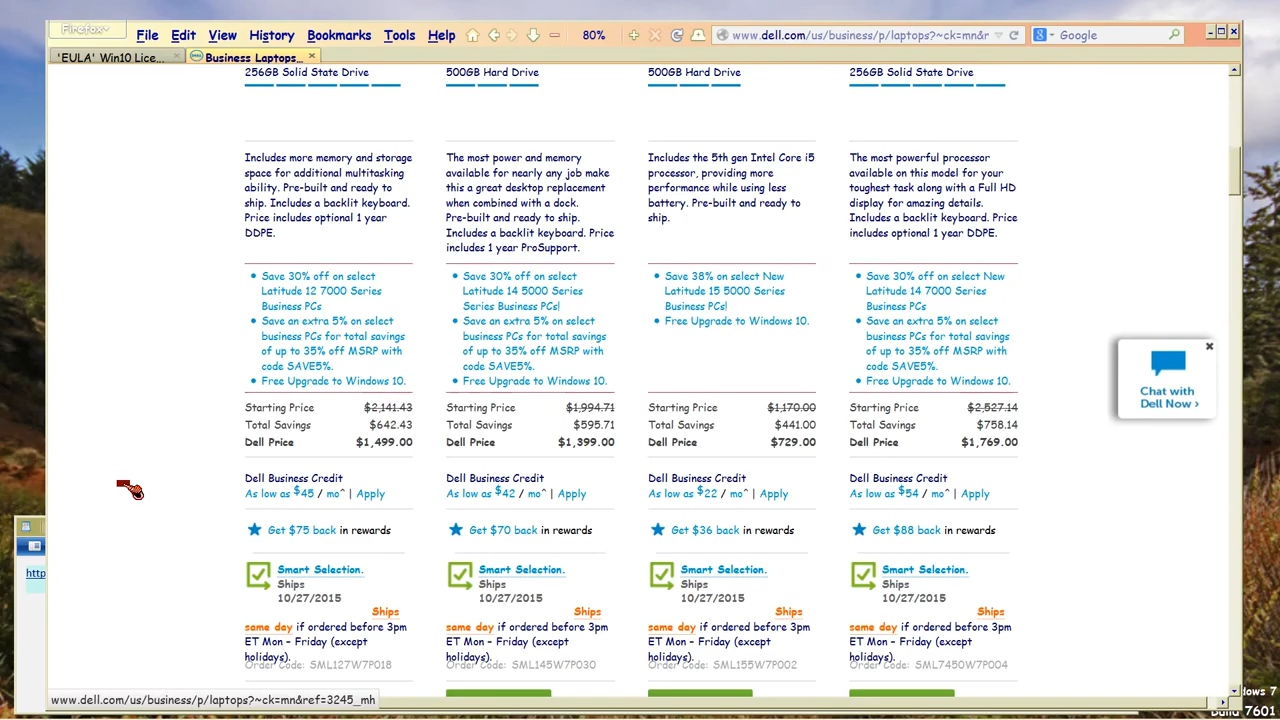 Firefox
File Edit View History Bookmarks Tools Help 80% www.dell.com/us/business/p/laptops?~ck=mn&r Google
'EULA' Win10 Lice... Business Laptops...
256GB Solid State Drive
500GB Hard Drive
500GB Hard Drive
256GB Solid State Drive
Includes more memory and storage
space for additional multitasking
ability. Pre-built and ready to
ship. Includes a backlit keyboard.
Price includes optional 1 year
DDPE.
The most power and memory
available for nearly any job make
this a great desktop replacement
when combined with a dock.
Pre-built and ready to ship.
Includes a backlit keyboard. Price
includes 1 year ProSupport.
Includes the 5th gen Intel Core i5
processor, providing more
performance while using less
battery. Pre-built and ready to
ship.
The most powerful processor
available on this model for your
toughest task along with a Full HD
display for amazing details.
Includes a backlit keyboard. Price
includes optional 1 year DDPE.
Save 30% off on select
Latitude 12 7000 Series
Business PCs
Save an extra 5% on select
business PCs for total savings
of up to 35% off MSRP with
code SAVE5%.
Free Upgrade to Windows 10.
Save 30% off on select
Latitude 14 5000 Series
Series Business PCs!
Save an extra 5% on select
business PCs for total savings
of up to 35% off MSRP with
code SAVE5%.
Free Upgrade to Windows 10.
Save 38% on select New
Latitude 15 5000 Series
Business PCs!
Free Upgrade to Windows 10.
Save 30% off on select New
Latitude 14 7000 Series
Business PCs
Save an extra 5% on select
business PCs for total savings
of up to 35% off MSRP with
code SAVE5%.
Free Upgrade to Windows 10.
Starting Price $2,141.43
Total Savings $642.43
Dell Price $1,499.00
Starting Price $1,994.71
Total Savings $595.71
Dell Price $1,399.00
Starting Price $1,170.00
Total Savings $441.00
Dell Price $729.00
Starting Price $2,527.14
Total Savings $758.14
Dell Price $1,769.00
Dell Business Credit
As low as $45 / mo^ | Apply
Dell Business Credit
As low as $42 / mo^ | Apply
Dell Business Credit
As low as $22 / mo^ | Apply
Dell Business Credit
As low as $54 / mo^ | Apply
Get $75 back in rewards
Get $70 back in rewards
Get $36 back in rewards
Get $88 back in rewards
Smart Selection.
Ships
10/27/2015
Ships
same day if ordered before 3pm
ET Mon – Friday (except
holidays).
Order Code: SML127W7P018
Smart Selection.
Ships
10/27/2015
Ships
same day if ordered before 3pm
ET Mon – Friday (except
holidays).
Order Code: SML145W7P030
Smart Selection.
Ships
10/27/2015
Ships
same day if ordered before 3pm
ET Mon – Friday (except
holidays).
Order Code: SML155W7P002
Smart Selection.
Ships
10/27/2015
Ships
same day if ordered before 3pm
ET Mon – Friday (except
holidays).
Order Code: SML7450W7P004
Chat with
Dell Now ›
http
www.dell.com/us/business/p/laptops?~ck=mn&ref=3245_mh
dows 7
Build 7601